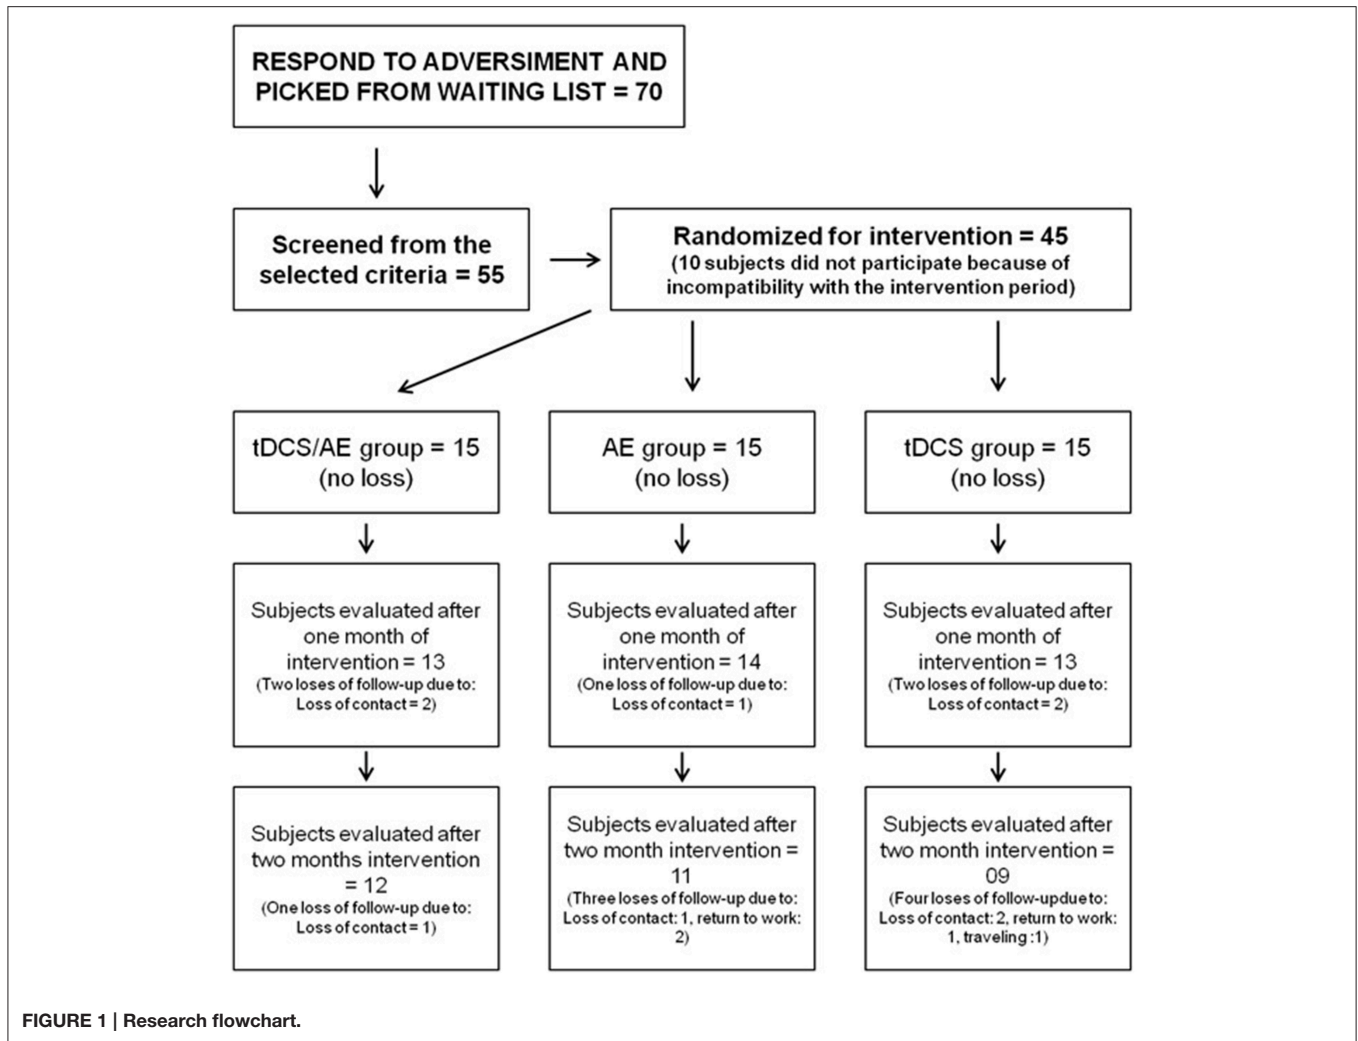 RESPOND TO ADVERSIMENT AND
PICKED FROM WAITING LIST = 70
Screened from the
selected criteria = 55
Randomized for intervention = 45
(10 subjects did not participate because of
incompatibility with the intervention period)
tDCS/AE group = 15
(no loss)
AE group = 15
(no loss)
tDCS group = 15
(no loss)
Subjects evaluated after
one month of
intervention = 13
(Two loses of follow-up due to:
Loss of contact = 2)
Subjects evaluated after
one month of
intervention = 14
(One loss of follow-up due to:
Loss of contact = 1)
Subjects evaluated after
one month of
intervention = 13
(Two loses of follow-up due to:
Loss of contact = 2)
Subjects evaluated after
two months intervention
= 12
(One loss of follow-up due to:
Loss of contact = 1)
Subjects evaluated after
two month intervention =
11
(Three loses of follow-up due to:
Loss of contact: 1, return to work:
2)
Subjects evaluated after
two month intervention =
09
(Four loses of follow-updue to:
Loss of contact: 2, return to work:
1, traveling :1)
FIGURE 1 | Research flowchart.